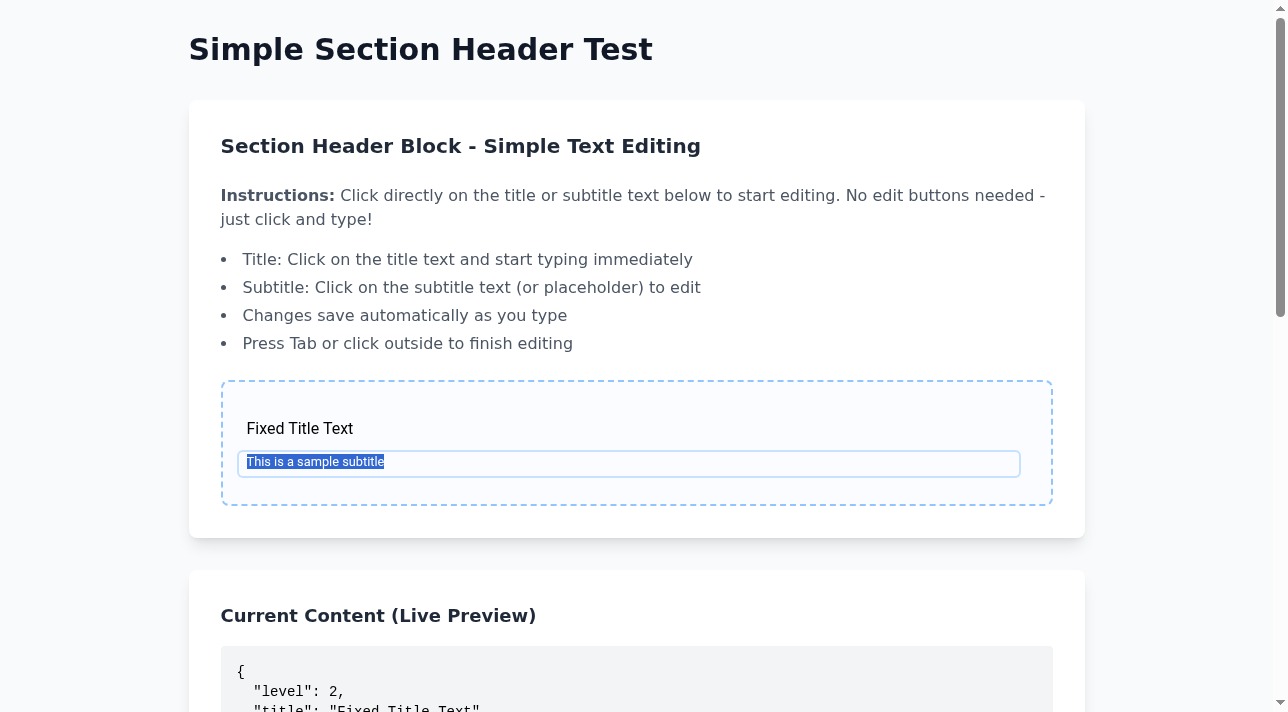 Simple Section Header Test
Section Header Block - Simple Text Editing
Instructions: Click directly on the title or subtitle text below to start editing. No edit buttons needed -
just click and type!
• Title: Click on the title text and start typing immediately
• Subtitle: Click on the subtitle text (or placeholder) to edit
• Changes save automatically as you type
• Press Tab or click outside to finish editing
Fixed Title Text
This is a sample subtitle
Current Content (Live Preview)
{
"level": 2,
"title": "Fixed Title Text"